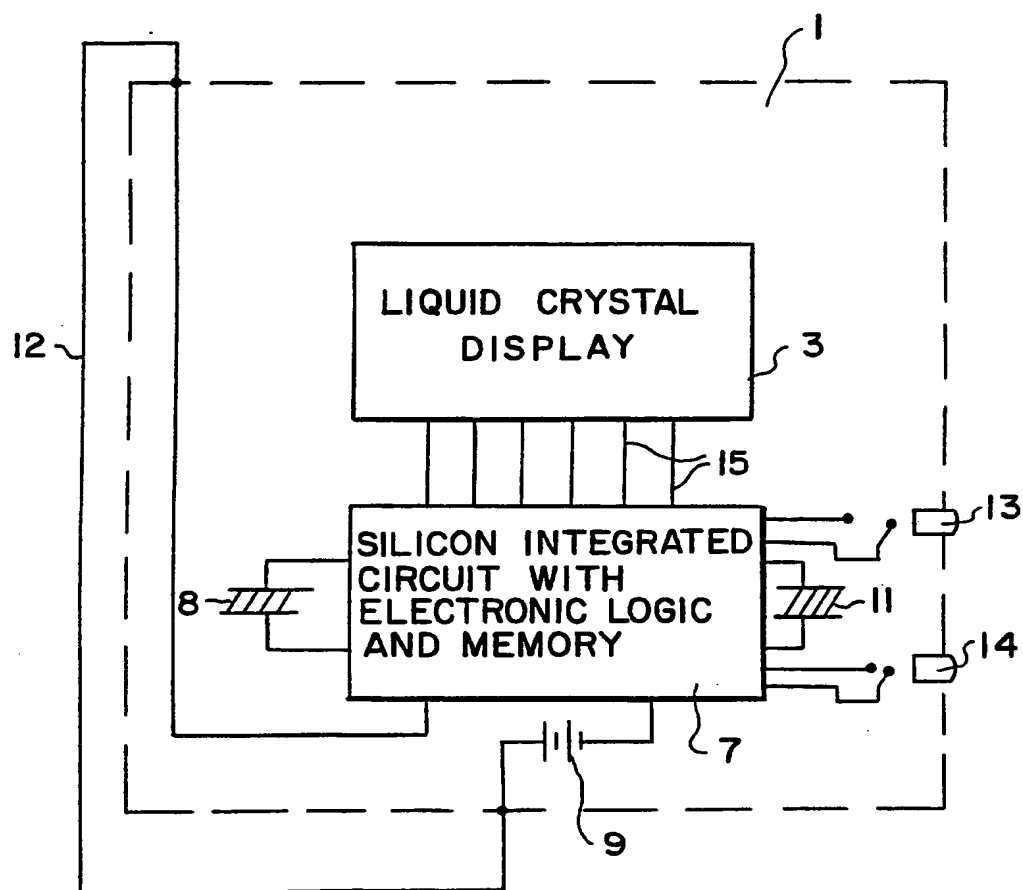 1
LIQUID CRYSTAL
DISPLAY
12
3
15
13
SILICON INTEGRATED
CIRCUIT WITH
ELECTRONIC LOGIC
AND MEMORY
8
11
14
7
9